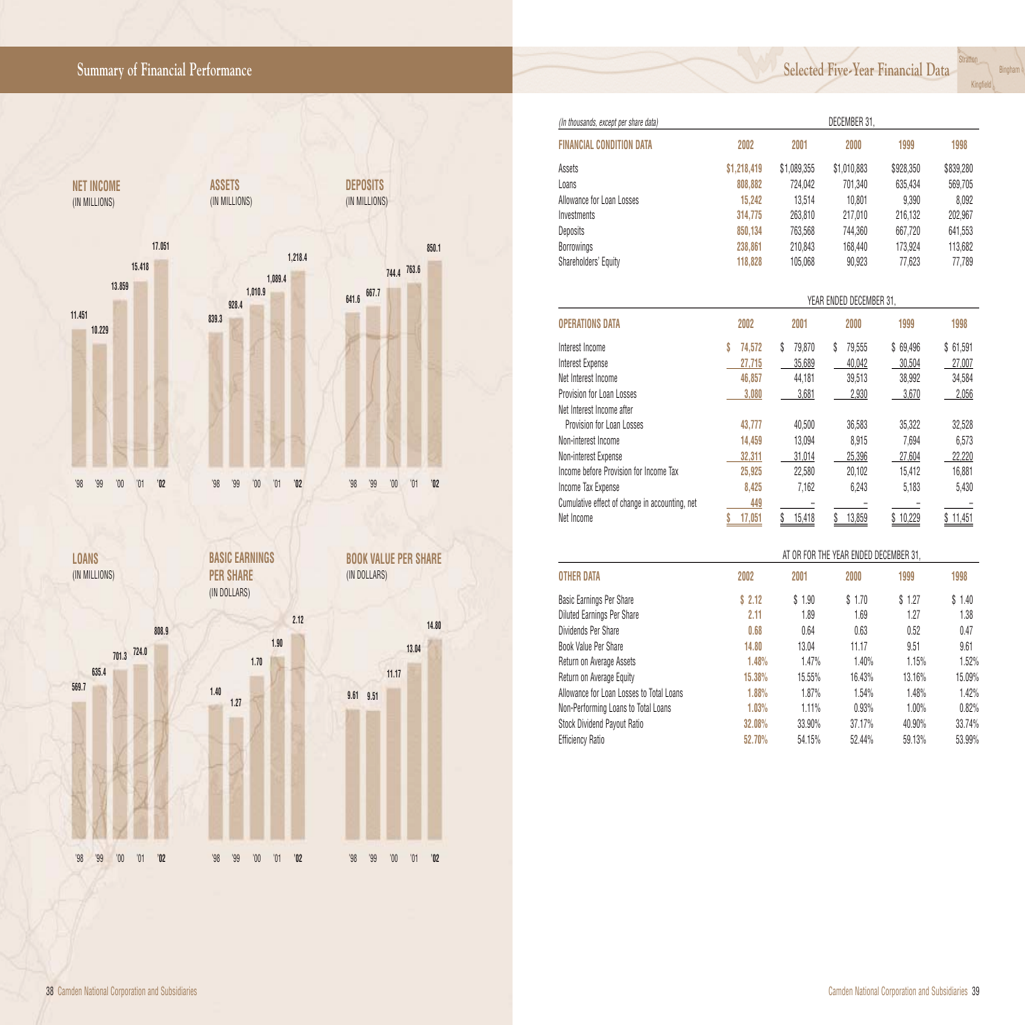 Summary of Financial Performance
NET INCOME
(IN MILLIONS)
11.451
10.229
13.859
15.418
17.051
'98 '99 '00 '01 '02
ASSETS
(IN MILLIONS)
839.3
928.4
1,010.9
1,089.4
1,218.4
'98 '99 '00 '01 '02
DEPOSITS
(IN MILLIONS)
641.6
667.7
744.4
763.6
850.1
'98 '99 '00 '01 '02
LOANS
(IN MILLIONS)
569.7
635.4
701.3
724.0
808.9
'98 '99 '00 '01 '02
BASIC EARNINGS
PER SHARE
(IN DOLLARS)
1.40
1.27
1.70
1.90
2.12
'98 '99 '00 '01 '02
BOOK VALUE PER SHARE
(IN DOLLARS)
9.61
9.51
11.17
13.04
14.80
'98 '99 '00 '01 '02
38 Camden National Corporation and Subsidiaries
Selected Five-Year Financial Data
Stratton
Bingham
Kingfield
(In thousands, except per share data) DECEMBER 31,
FINANCIAL CONDITION DATA 2002 2001 2000 1999 1998
Assets $1,218,419 $1,089,355 $1,010,883 $928,350 $839,280
Loans 808,882 724,042 701,340 635,434 569,705
Allowance for Loan Losses 15,242 13,514 10,801 9,390 8,092
Investments 314,775 263,810 217,010 216,132 202,967
Deposits 850,134 763,568 744,360 667,720 641,553
Borrowings 238,861 210,843 168,440 173,924 113,682
Shareholders' Equity 118,828 105,068 90,923 77,623 77,789
YEAR ENDED DECEMBER 31,
OPERATIONS DATA 2002 2001 2000 1999 1998
Interest Income $ 74,572 $ 79,870 $ 79,555 $ 69,496 $ 61,591
Interest Expense 27,715 35,689 40,042 30,504 27,007
Net Interest Income 46,857 44,181 39,513 38,992 34,584
Provision for Loan Losses 3,080 3,681 2,930 3,670 2,056
Net Interest Income after
Provision for Loan Losses 43,777 40,500 36,583 35,322 32,528
Non-interest Income 14,459 13,094 8,915 7,694 6,573
Non-interest Expense 32,311 31,014 25,396 27,604 22,220
Income before Provision for Income Tax 25,925 22,580 20,102 15,412 16,881
Income Tax Expense 8,425 7,162 6,243 5,183 5,430
Cumulative effect of change in accounting, net 449 – – – –
Net Income $ 17,051 $ 15,418 $ 13,859 $ 10,229 $ 11,451
AT OR FOR THE YEAR ENDED DECEMBER 31,
OTHER DATA 2002 2001 2000 1999 1998
Basic Earnings Per Share $ 2.12 $ 1.90 $ 1.70 $ 1.27 $ 1.40
Diluted Earnings Per Share 2.11 1.89 1.69 1.27 1.38
Dividends Per Share 0.68 0.64 0.63 0.52 0.47
Book Value Per Share 14.80 13.04 11.17 9.51 9.61
Return on Average Assets 1.48% 1.47% 1.40% 1.15% 1.52%
Return on Average Equity 15.38% 15.55% 16.43% 13.16% 15.09%
Allowance for Loan Losses to Total Loans 1.88% 1.87% 1.54% 1.48% 1.42%
Non-Performing Loans to Total Loans 1.03% 1.11% 0.93% 1.00% 0.82%
Stock Dividend Payout Ratio 32.08% 33.90% 37.17% 40.90% 33.74%
Efficiency Ratio 52.70% 54.15% 52.44% 59.13% 53.99%
Camden National Corporation and Subsidiaries 39